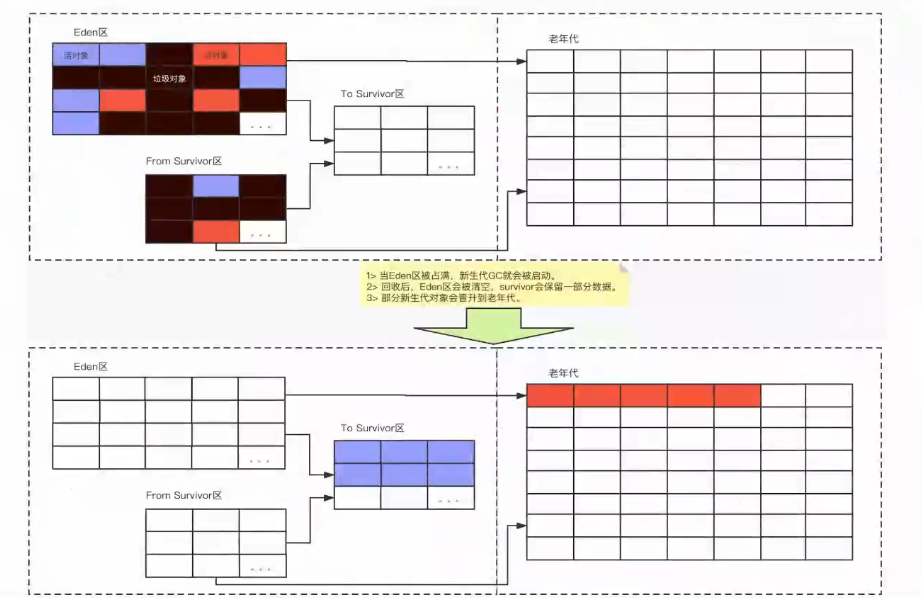 Eden区
老年代
活对象
活对象
垃圾对象
To Survivor区
...
...
From Survivor区
...
1> 当Eden区被占满，新生代GC就会被启动。
2> 回收后，Eden区会被清空、survivor会保留一部分数据。
3> 部分新生代对象会晋升到老年代。
Eden区
老年代
To Survivor区
...
...
From Survivor区
...